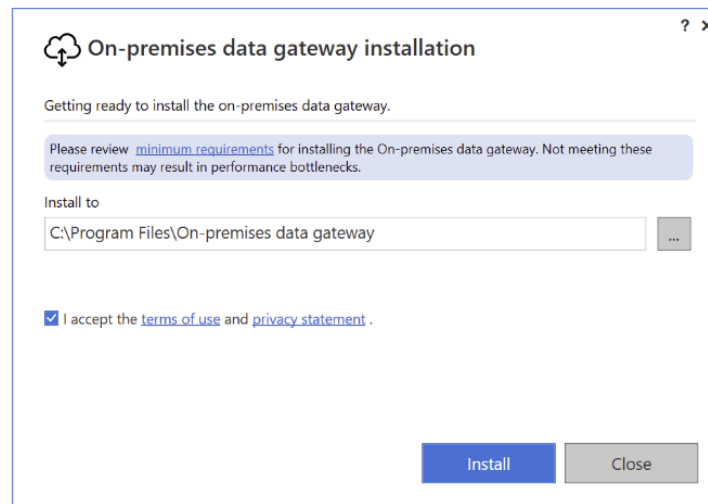 ? ×
On-premises data gateway installation
Getting ready to install the on-premises data gateway.
Please review minimum requirements for installing the On-premises data gateway. Not meeting these
requirements may result in performance bottlenecks.
Install to
C:\Program Files\On-premises data gateway
...
I accept the terms of use and privacy statement .
Install Close